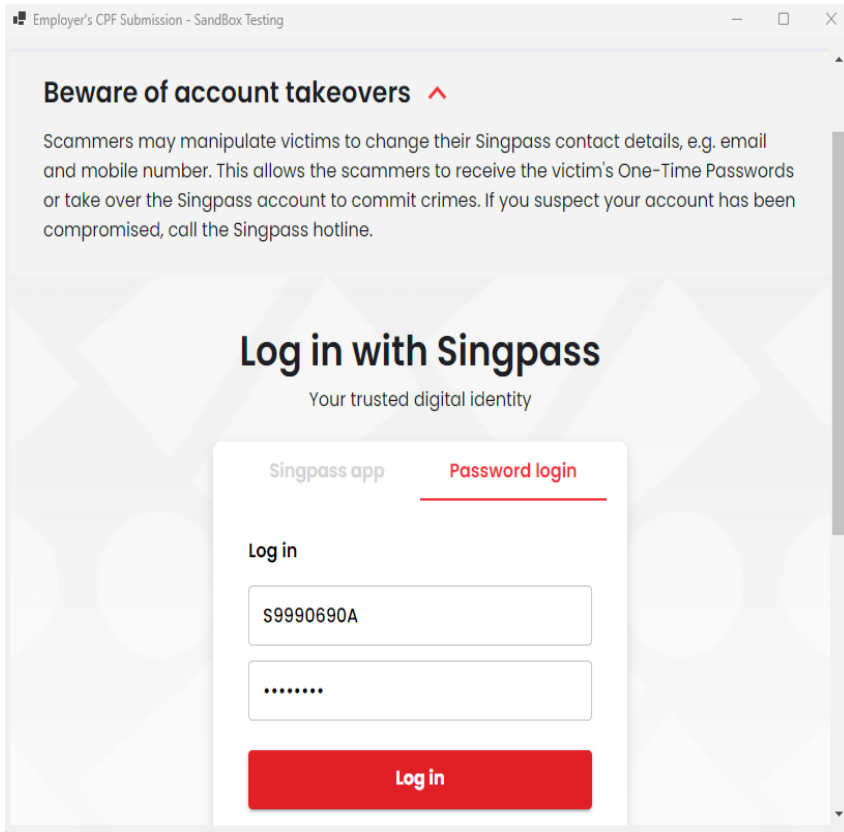 Employer's CPF Submission - SandBox Testing
Beware of account takeovers
Scammers may manipulate victims to change their Singpass contact details, e.g. email
and mobile number. This allows the scammers to receive the victim's One-Time Passwords
or take over the Singpass account to commit crimes. If you suspect your account has been
compromised, call the Singpass hotline.
Log in with Singpass
Your trusted digital identity
Singpass app Password login
Log in
S9990690A
••••••••
Log in